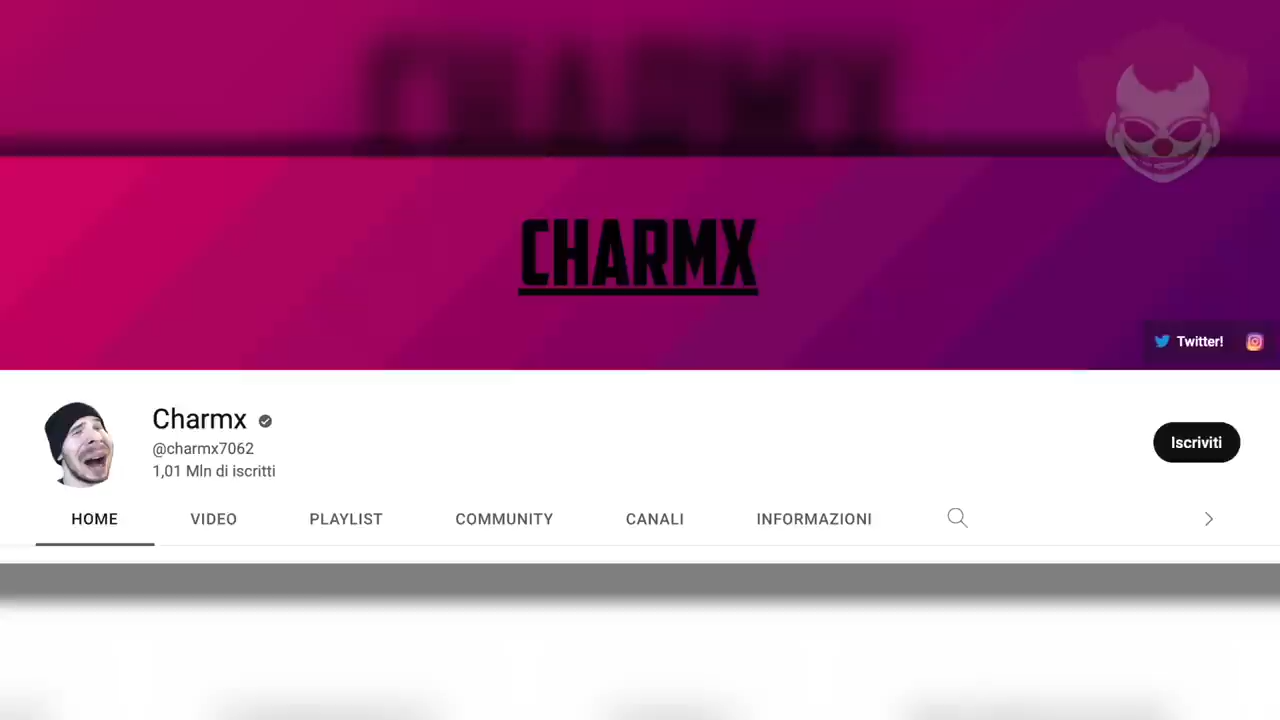 CHARMX
Twitter!
Charmx
@charmx7062
1,01 Mln di iscritti
Iscriviti
HOME VIDEO PLAYLIST COMMUNITY CANALI INFORMAZIONI